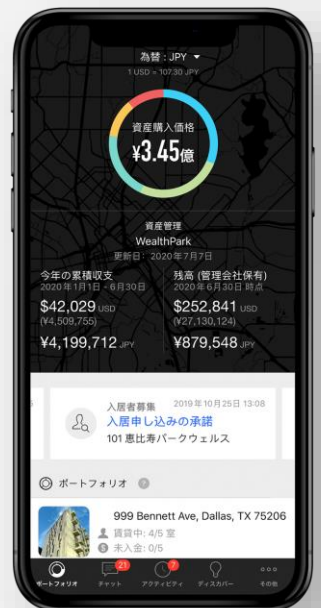 為替：JPY ▼
1 USD = 107.30 JPY
資産購入価格
¥3.45億
資産管理
WealthPark
更新日：2020年7月7日
今年の累積収支
2020年1月1日 - 6月30日
$42,029 USD
(¥4,509,755)
¥4,199,712 JPY
残高 (管理会社保有)
2020年6月30日 時点
$252,841 USD
(¥27,130,124)
¥879,548 JPY
入居者募集 2019年10月25日 13:08
入居申し込みの承諾
101 恵比寿パークウェルス
ポートフォリオ ?
999 Bennett Ave, Dallas, TX 75206
賃貸中: 4/5 室
未入金: 0/5
21 7
ポートフォリオ チャット アクティビティ ディスカバー その他